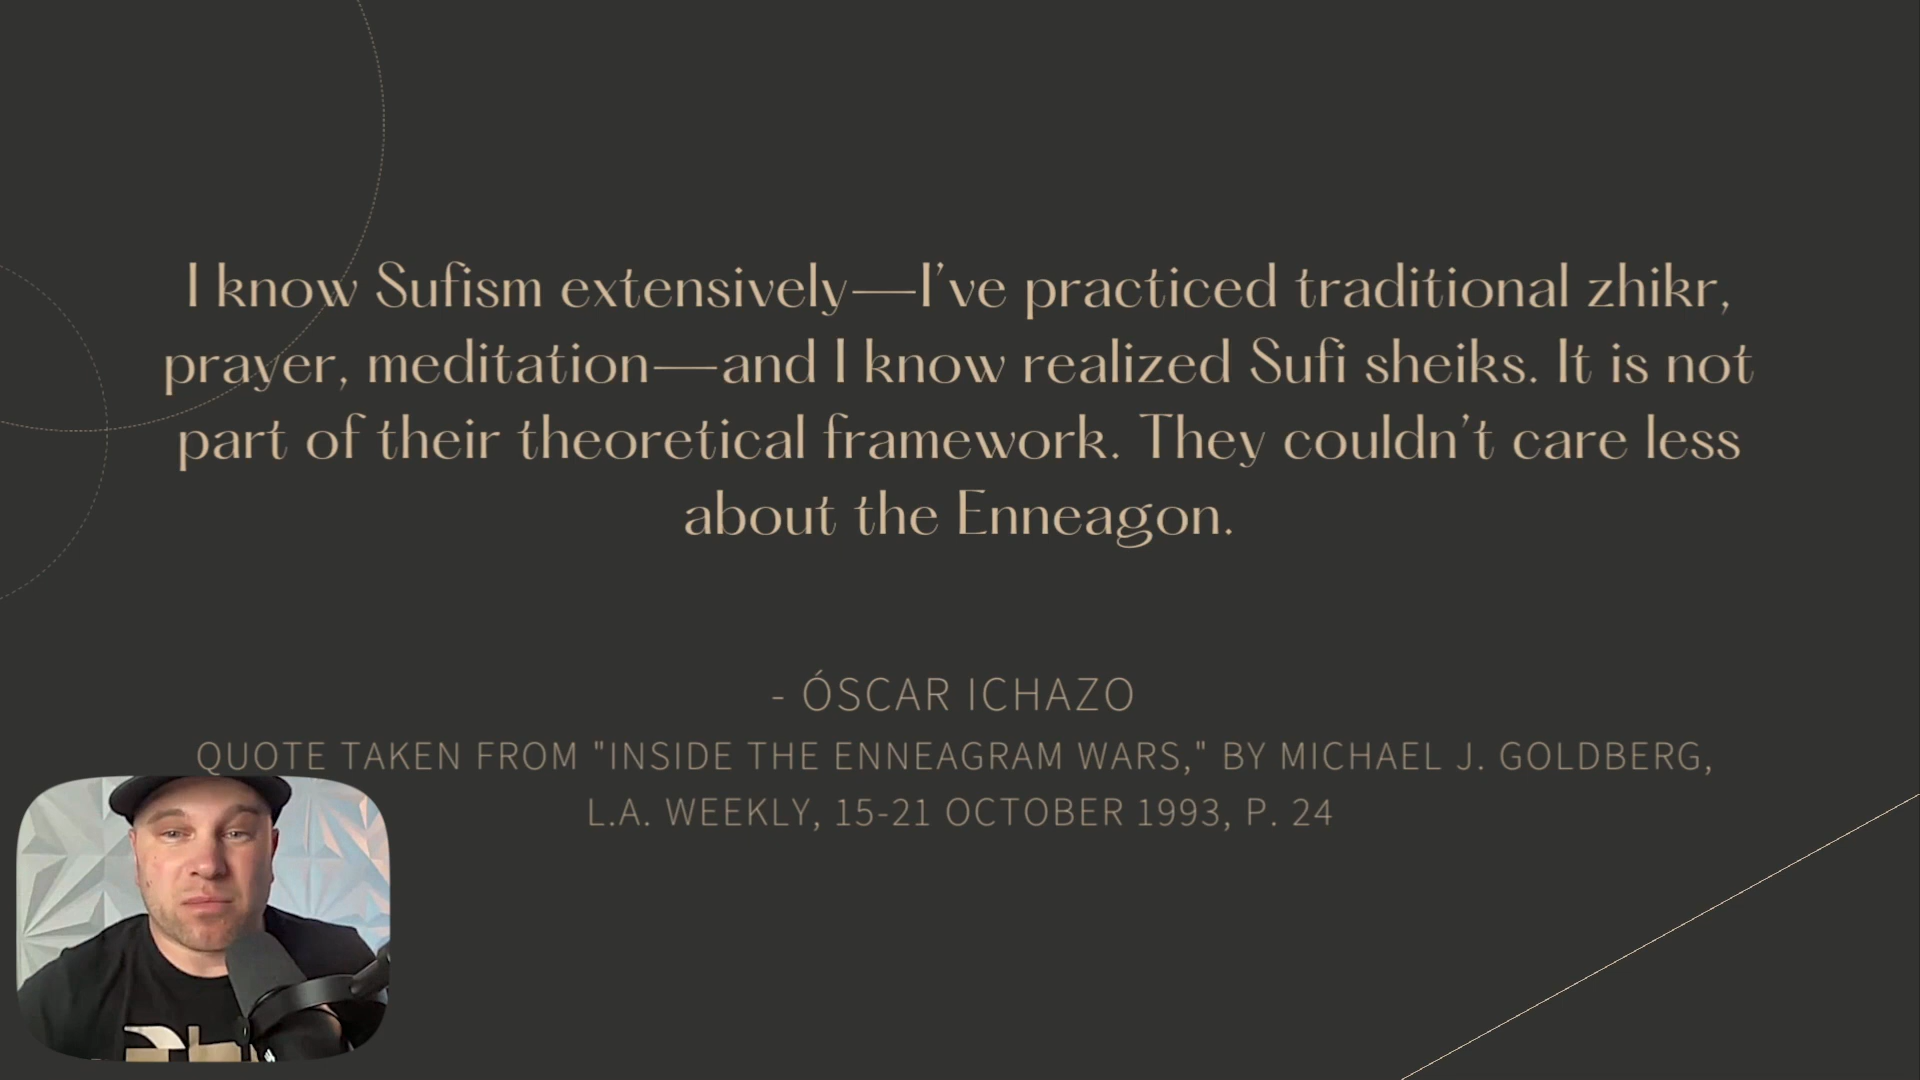 I know Sufism extensively—I’ve practiced traditional zhikr,
prayer, meditation—and I know realized Sufi sheiks. It is not
part of their theoretical framework. They couldn’t care less
about the Enneagon.
- ÓSCAR ICHAZO
QUOTE TAKEN FROM "INSIDE THE ENNEAGRAM WARS," BY MICHAEL J. GOLDBERG,
L.A. WEEKLY, 15-21 OCTOBER 1993, P. 24